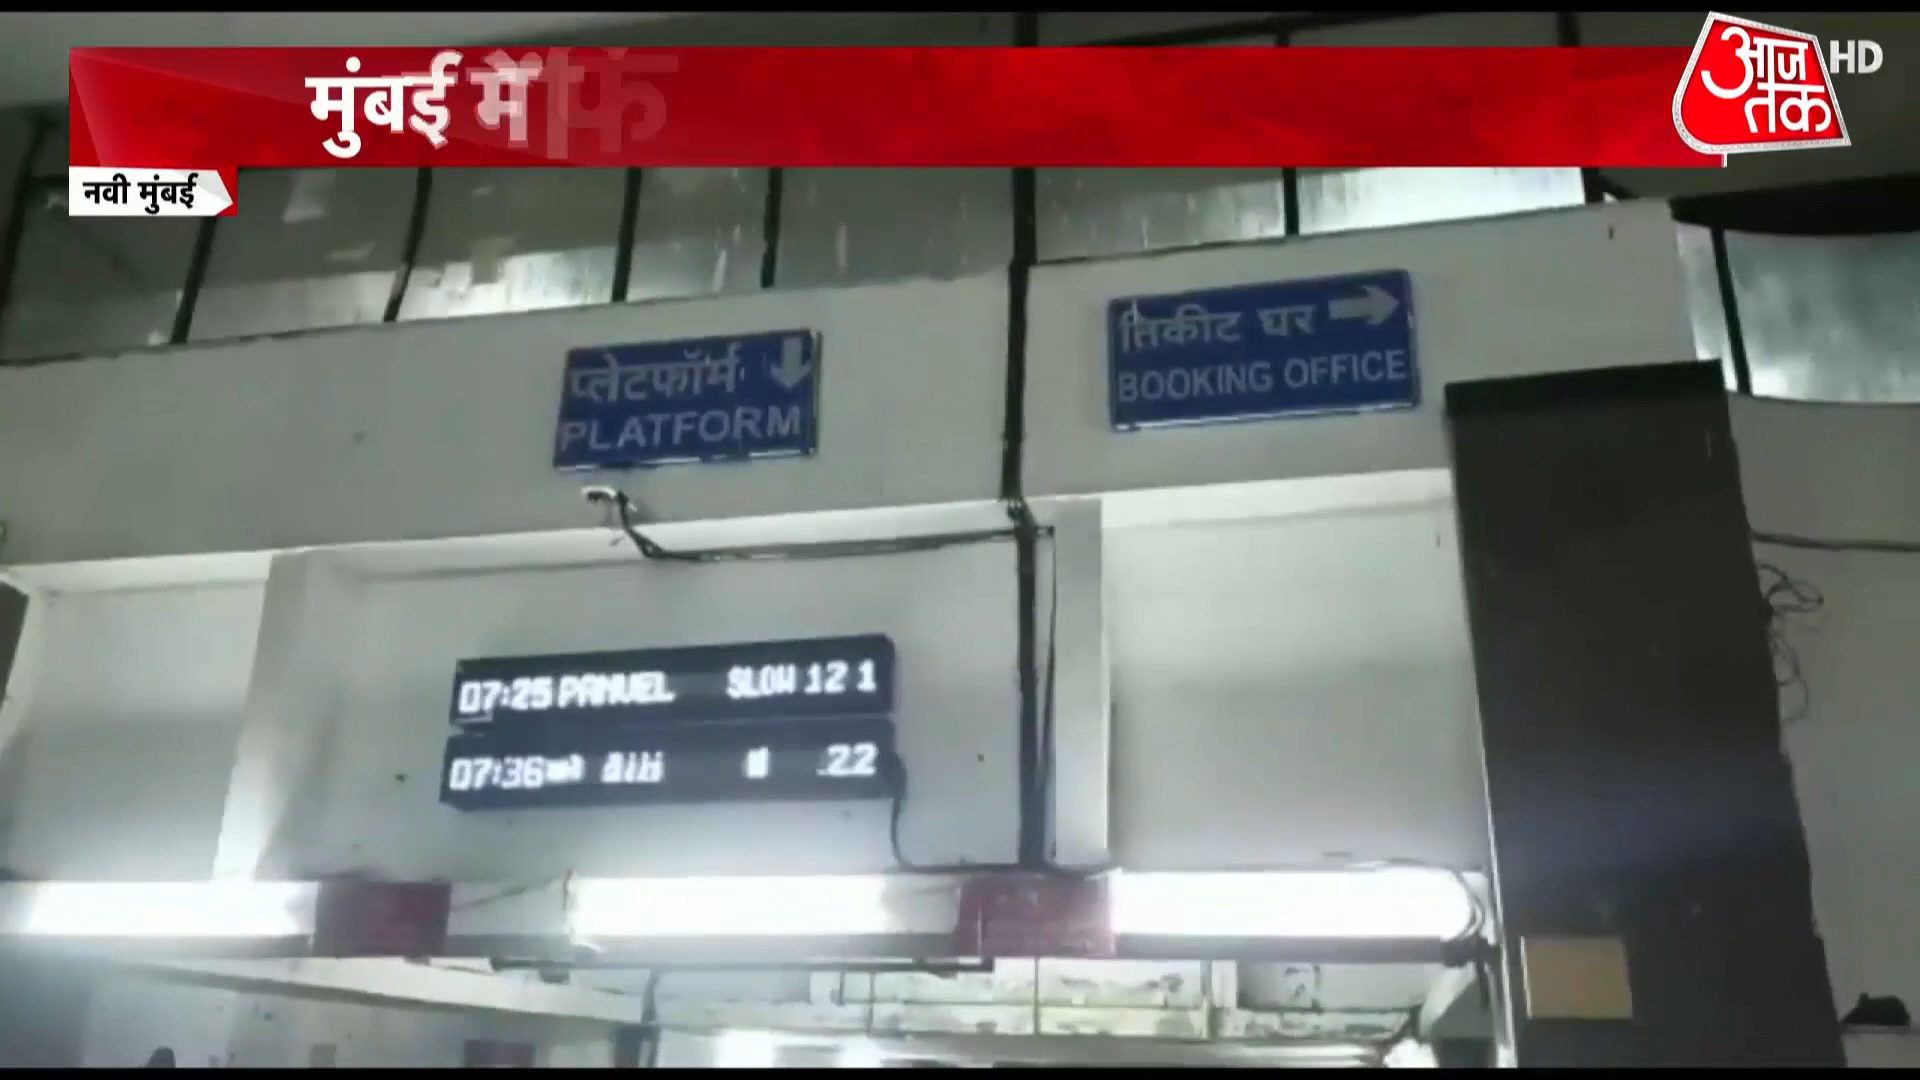 मुंबई में फि
आज तक HD
नवी मुंबई
प्लेटफॉर्म
PLATFORM
तिकीट घर
BOOKING OFFICE
07:25 PANVEL SLOW 12 1
07:36